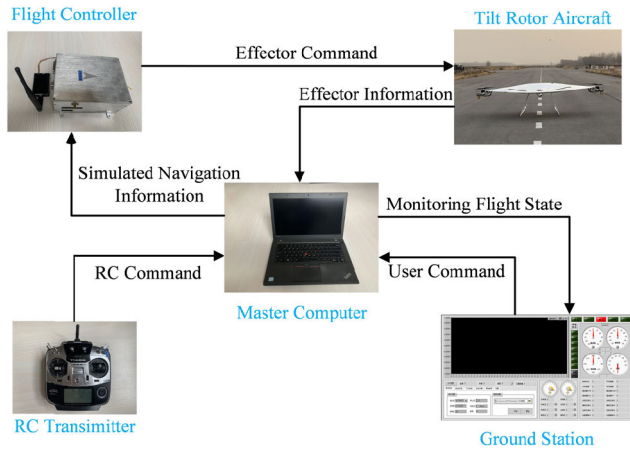 Flight Controller
Tilt Rotor Aircraft
Effector Command
Effector Information
Simulated Navigation
Information
Monitoring Flight State
RC Command
User Command
Master Computer
RC Transimitter
Ground Station